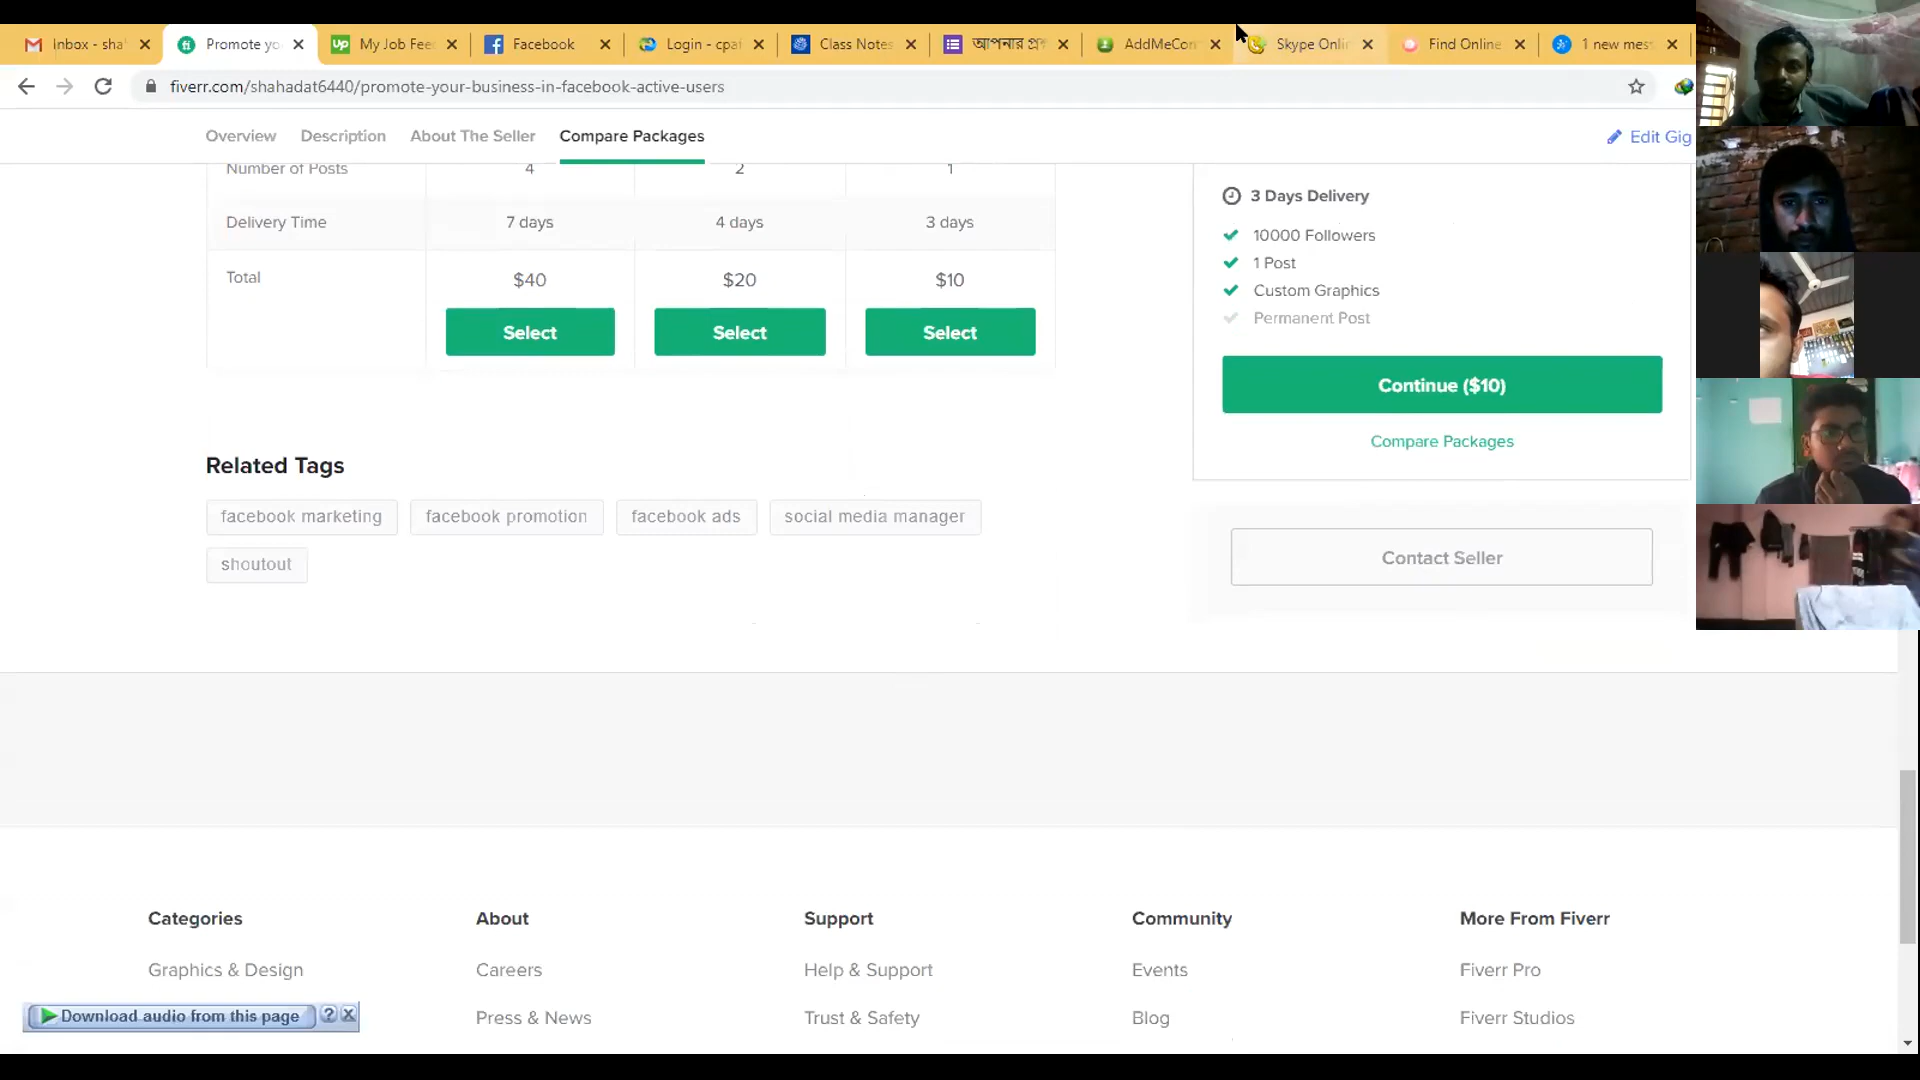 Inbox - sha
Promote yo
My Job Fee
Facebook
Login - cpa
Class Notes
আপনার প্রশ্ন
AddMeCon
Skype Onli
Find Online
1 new mes
fiverr.com/shahadat6440/promote-your-business-in-facebook-active-users
Overview Description About The Seller Compare Packages
Edit Gig
Number of Posts 4 2 1
Delivery Time 7 days 4 days 3 days
Total $40 $20 $10
Select Select Select
3 Days Delivery
10000 Followers
1 Post
Custom Graphics
Permanent Post
Continue ($10)
Compare Packages
Contact Seller
Related Tags
facebook marketing facebook promotion facebook ads social media manager
shoutout
Categories About Support Community More From Fiverr
Graphics & Design Careers Help & Support Events Fiverr Pro
Download audio from this page ? X
Press & News Trust & Safety Blog Fiverr Studios